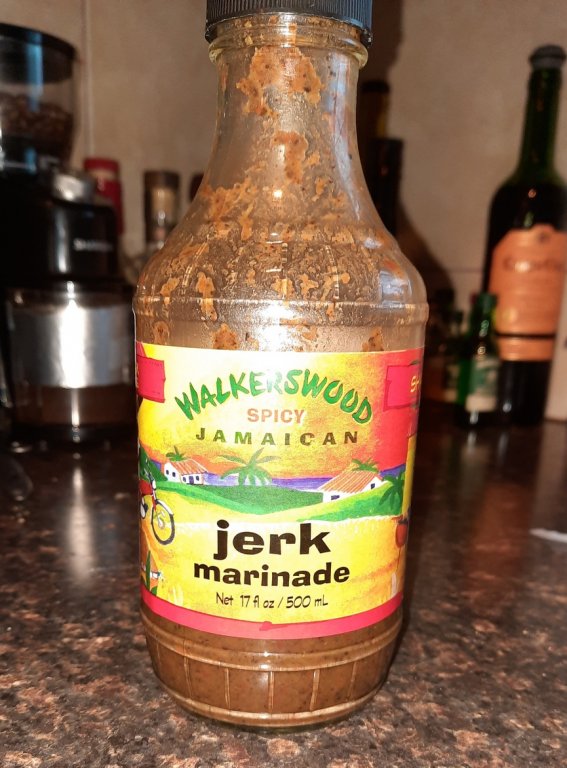 WALKERSWOOD
SPICY
JAMAICAN
jerk
marinade
Net 17 fl oz / 500 mL